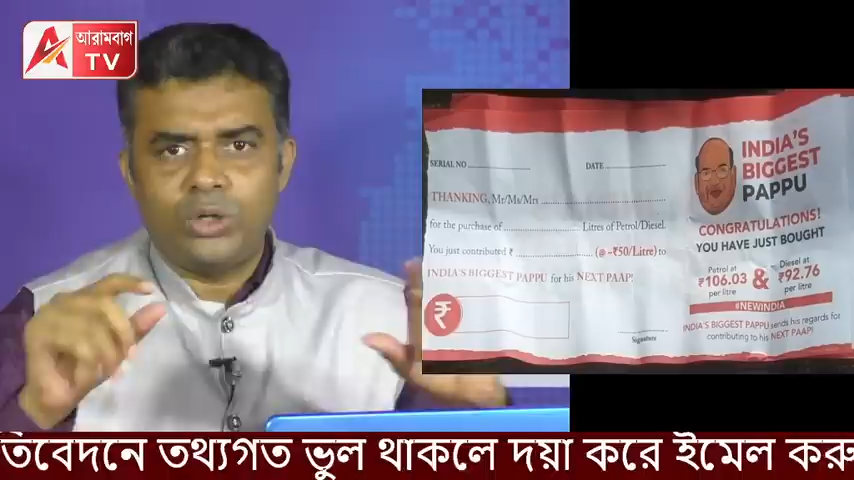 আরামবাগ
TV
SERIAL NO
DATE
THANKING, Mr/Ms/Mrs
for the purchase of Litres of Petrol/Diesel.
You just contributed ₹ (@ ~₹50/Litre) to
INDIA'S BIGGEST PAPPU for his NEXT PAAP!
₹
Signature
INDIA'S
BIGGEST
PAPPU
CONGRATULATIONS!
YOU HAVE JUST BOUGHT
Petrol at
₹106.03
per litre
&
Diesel at
₹92.76
per litre
#NEWINDIA
INDIA'S BIGGEST PAPPU sends his regards for
contributing to his NEXT PAAP!
তিবেদনে তথ্যগত ভুল থাকলে দয়া করে ইমেল করু